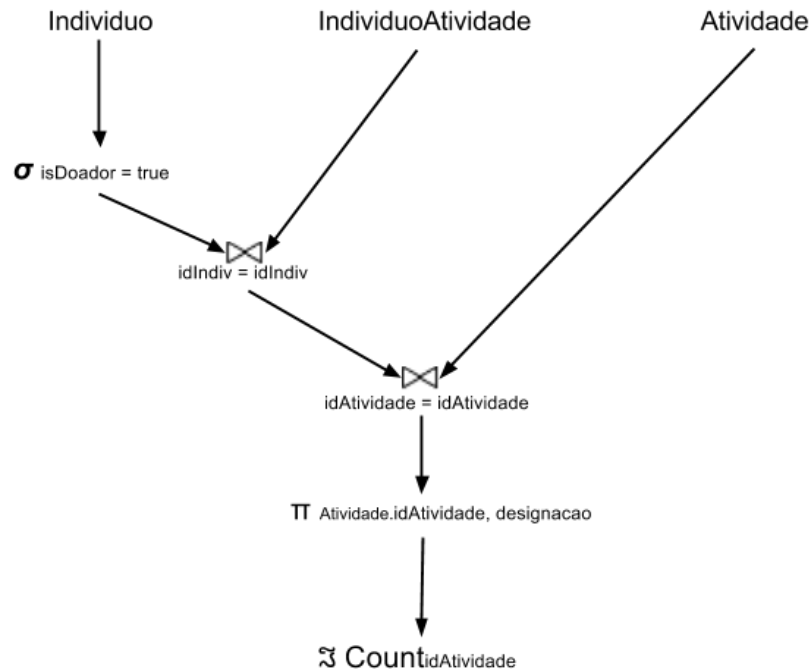 Individuo
IndividuoAtividade
Atividade
σ isDoador = true
idIndiv = idIndiv
idAtividade = idAtividade
π Atividade.idAtividade, designacao
ℑ CountidAtividade